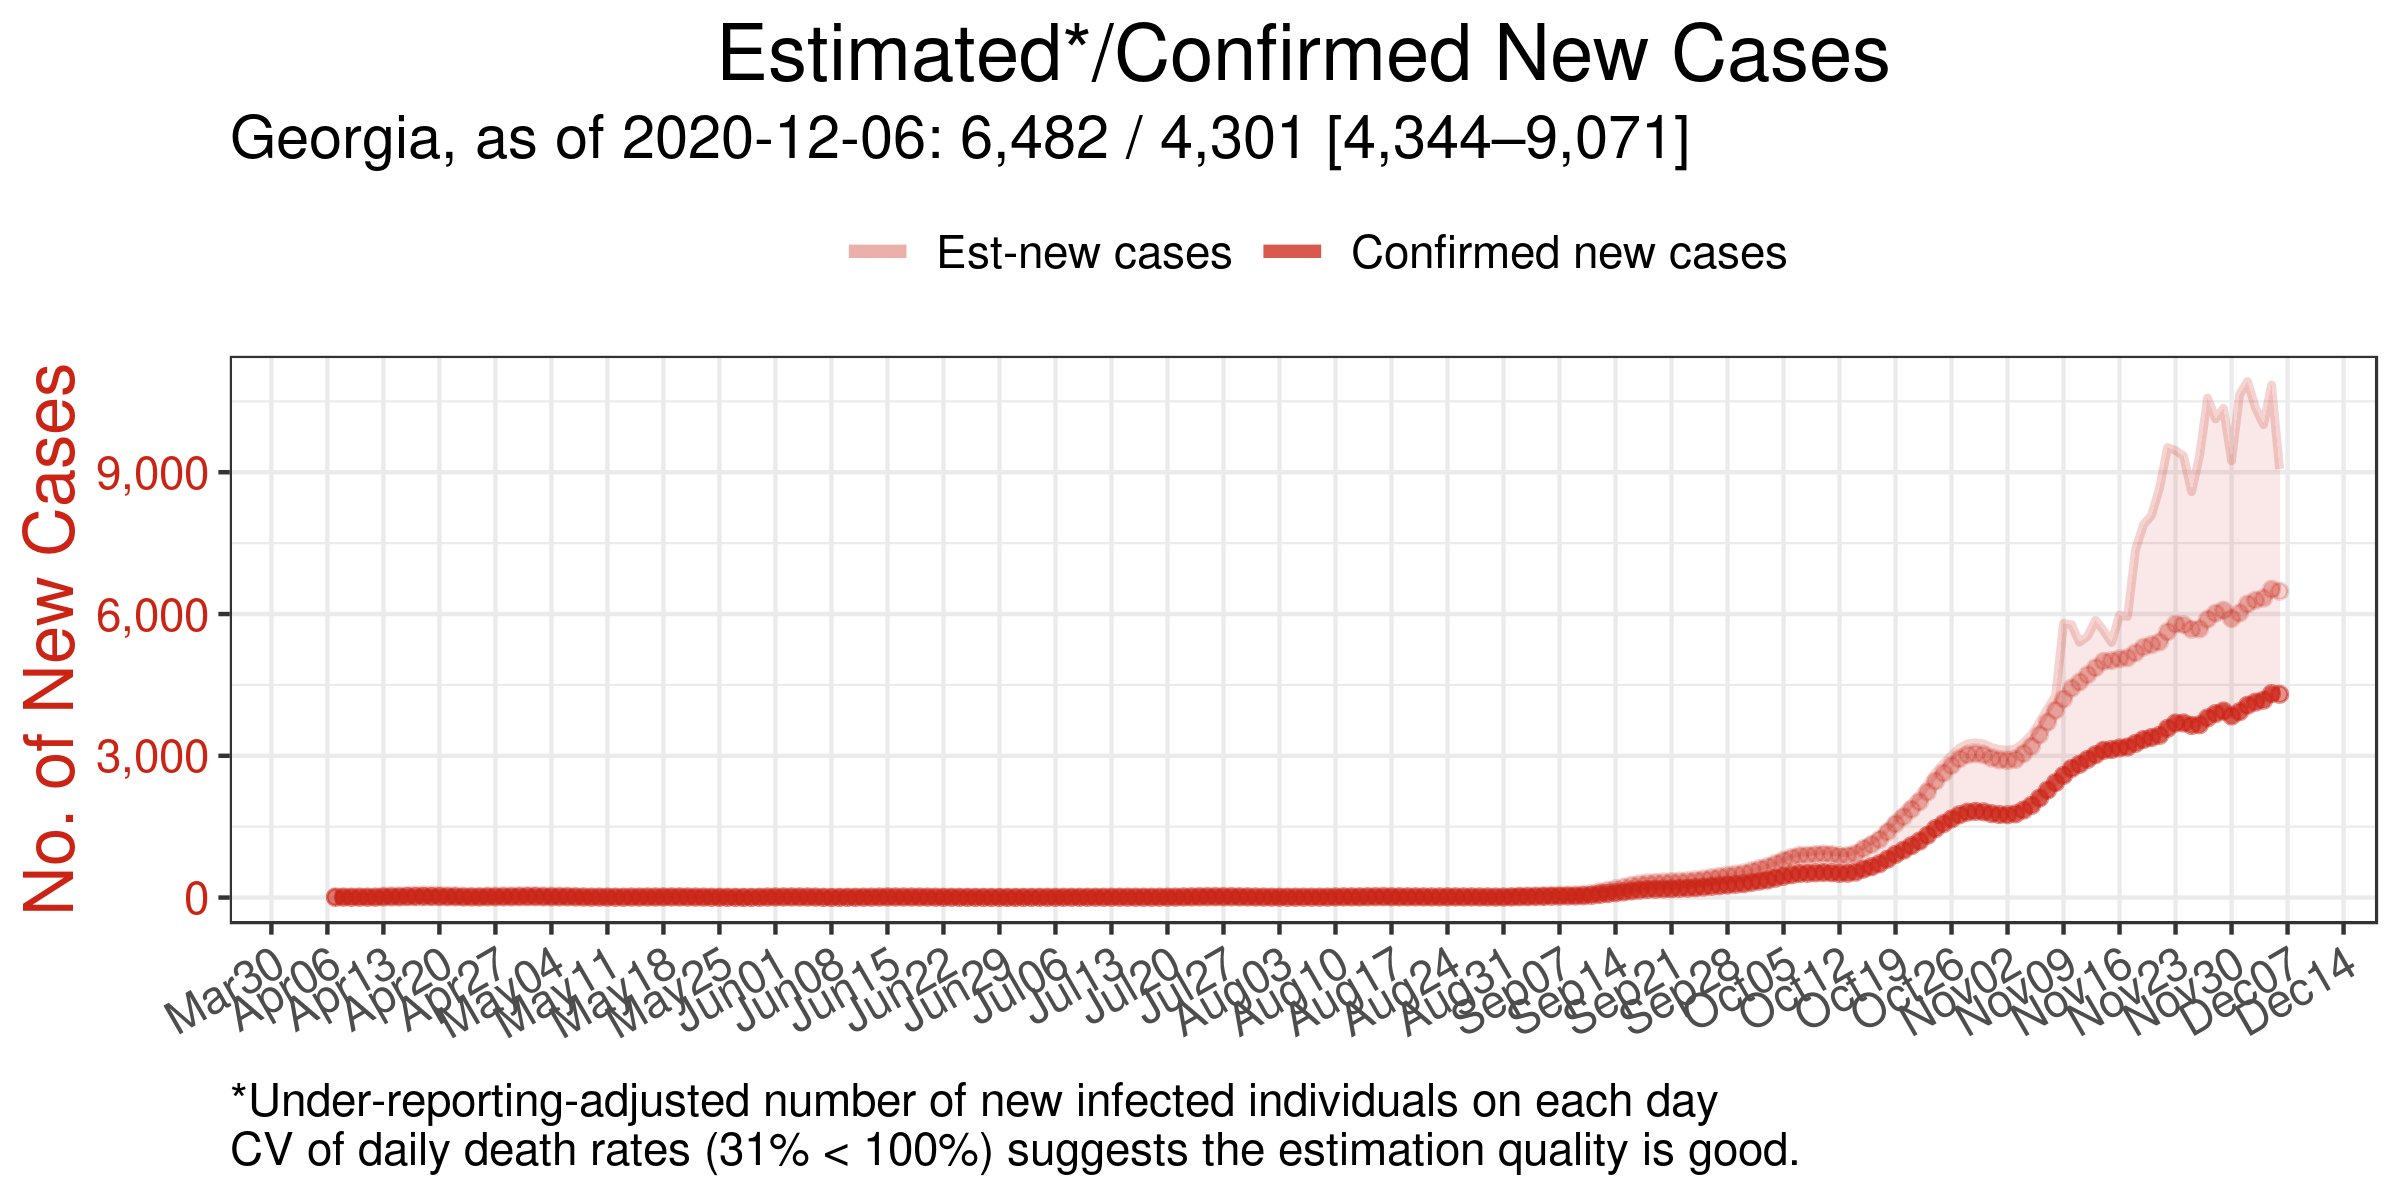 Estimated*/Confirmed New Cases
Georgia, as of 2020-12-06: 6,482 / 4,301 [4,344–9,071]
Est-new cases Confirmed new cases
No. of New Cases
9,000
6,000
3,000
0
Mar30 Apr06 Apr13 Apr20 Apr27 May04 May11 May18 May25 Jun01 Jun08 Jun15 Jun22 Jun29 Jul06 Jul13 Jul20 Jul27 Aug03 Aug10 Aug17 Aug24 Aug31 Sep07 Sep14 Sep21 Sep28 Oct05 Oct12 Oct19 Oct26 Nov02 Nov09 Nov16 Nov23 Nov30 Dec07 Dec14
*Under-reporting-adjusted number of new infected individuals on each day
CV of daily death rates (31% < 100%) suggests the estimation quality is good.